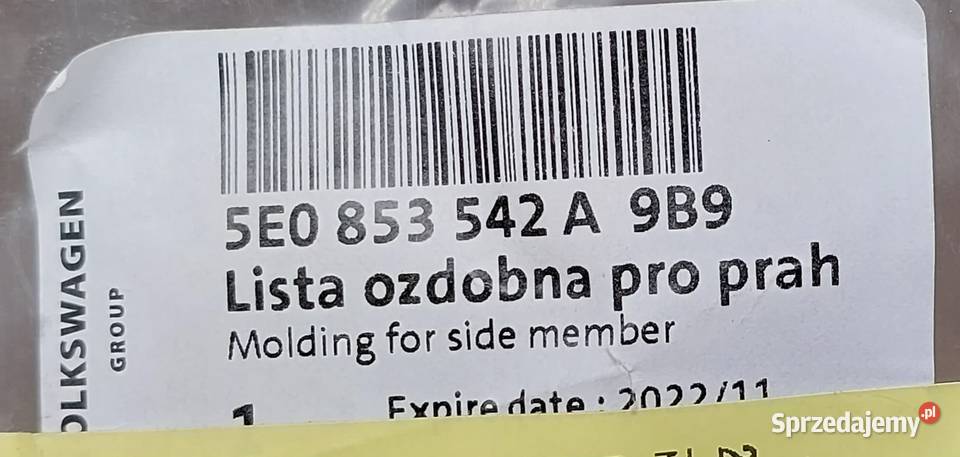 OLKSWAGEN
GROUP
5E0 853 542 A 9B9
Lista ozdobna pro prah
Molding for side member
1 Expire date : 2022/11
Sprzedajemy.pl